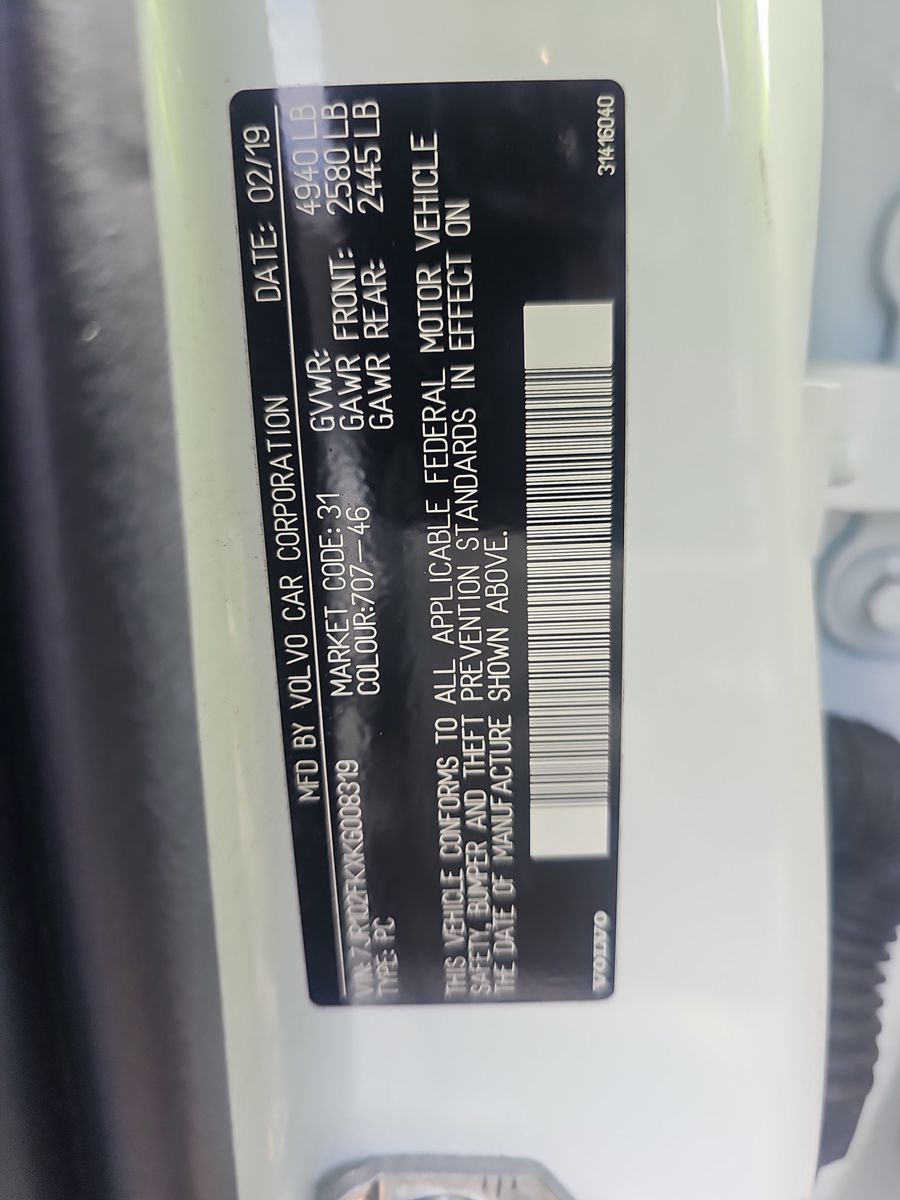 MFD BY VOLVO CAR CORPORATION DATE: 02/19
VIN: 7JR102FKXKG008319 MARKET CODE: 31 GVWR: 4940 LB
TYPE: PC COLOUR:707-46 GAWR FRONT: 2580 LB
GAWR REAR: 2445 LB
THIS VEHICLE CONFORMS TO ALL APPLICABLE FEDERAL MOTOR VEHICLE
SAFETY, BUMPER AND THEFT PREVENTION STANDARDS IN EFFECT ON
THE DATE OF MANUFACTURE SHOWN ABOVE.
VOLVO 31416040